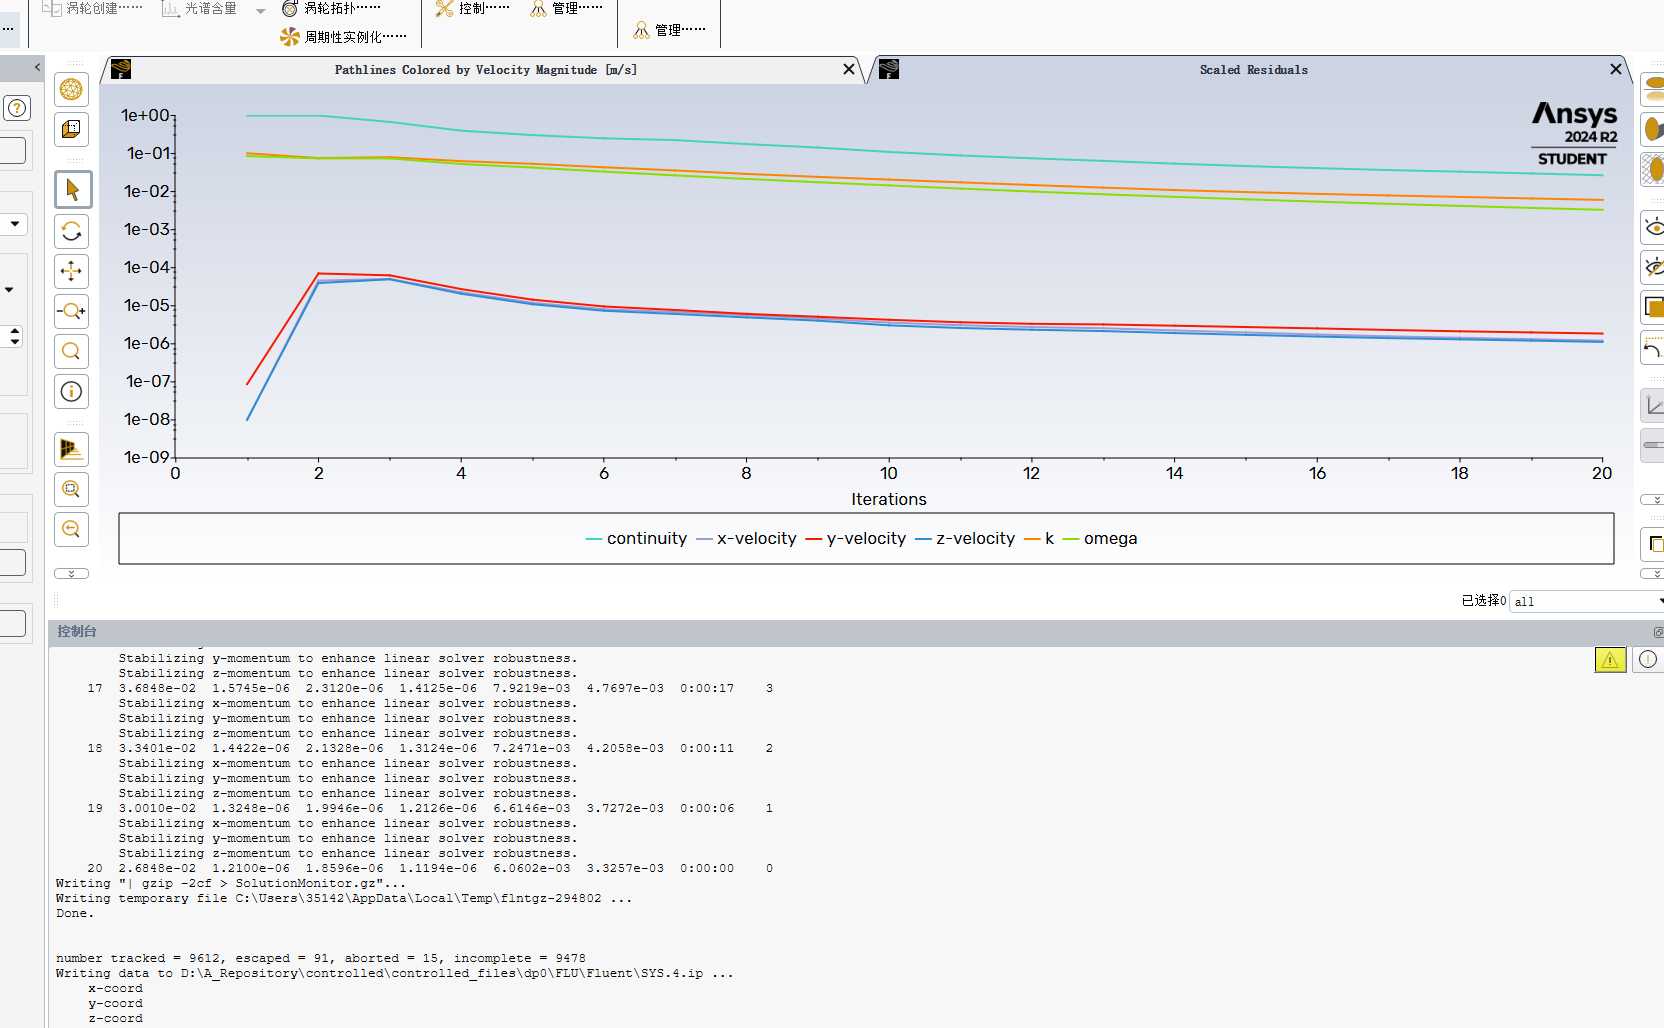 涡轮创建……
光谱含量
涡轮拓扑……
周期性实例化……
控制……
管理……
管理……
Pathlines Colored by Velocity Magnitude [m/s]
Scaled Residuals
Ansys
2024 R2
STUDENT
1e+00
1e-01
1e-02
1e-03
1e-04
1e-05
1e-06
1e-07
1e-08
1e-09
0 2 4 6 8 10 12 14 16 18 20
Iterations
continuity x-velocity y-velocity z-velocity k omega
已选择0 all
控制台
Stabilizing y-momentum to enhance linear solver robustness.
Stabilizing z-momentum to enhance linear solver robustness.
17 3.6848e-02 1.5745e-06 2.3120e-06 1.4125e-06 7.9219e-03 4.7697e-03 0:00:17 3
Stabilizing x-momentum to enhance linear solver robustness.
Stabilizing y-momentum to enhance linear solver robustness.
Stabilizing z-momentum to enhance linear solver robustness.
18 3.3401e-02 1.4422e-06 2.1328e-06 1.3124e-06 7.2471e-03 4.2058e-03 0:00:11 2
Stabilizing x-momentum to enhance linear solver robustness.
Stabilizing y-momentum to enhance linear solver robustness.
Stabilizing z-momentum to enhance linear solver robustness.
19 3.0010e-02 1.3248e-06 1.9946e-06 1.2126e-06 6.6146e-03 3.7272e-03 0:00:06 1
Stabilizing x-momentum to enhance linear solver robustness.
Stabilizing y-momentum to enhance linear solver robustness.
Stabilizing z-momentum to enhance linear solver robustness.
20 2.6848e-02 1.2100e-06 1.8596e-06 1.1194e-06 6.0602e-03 3.3257e-03 0:00:00 0
Writing "| gzip -2cf > SolutionMonitor.gz"...
Writing temporary file C:\Users\35142\AppData\Local\Temp\flntgz-294802 ...
Done.
number tracked = 9612, escaped = 91, aborted = 15, incomplete = 9478
Writing data to D:\A_Repository\controlled\controlled_files\dp0\FLU\Fluent\SYS.4.ip ...
x-coord
y-coord
z-coord